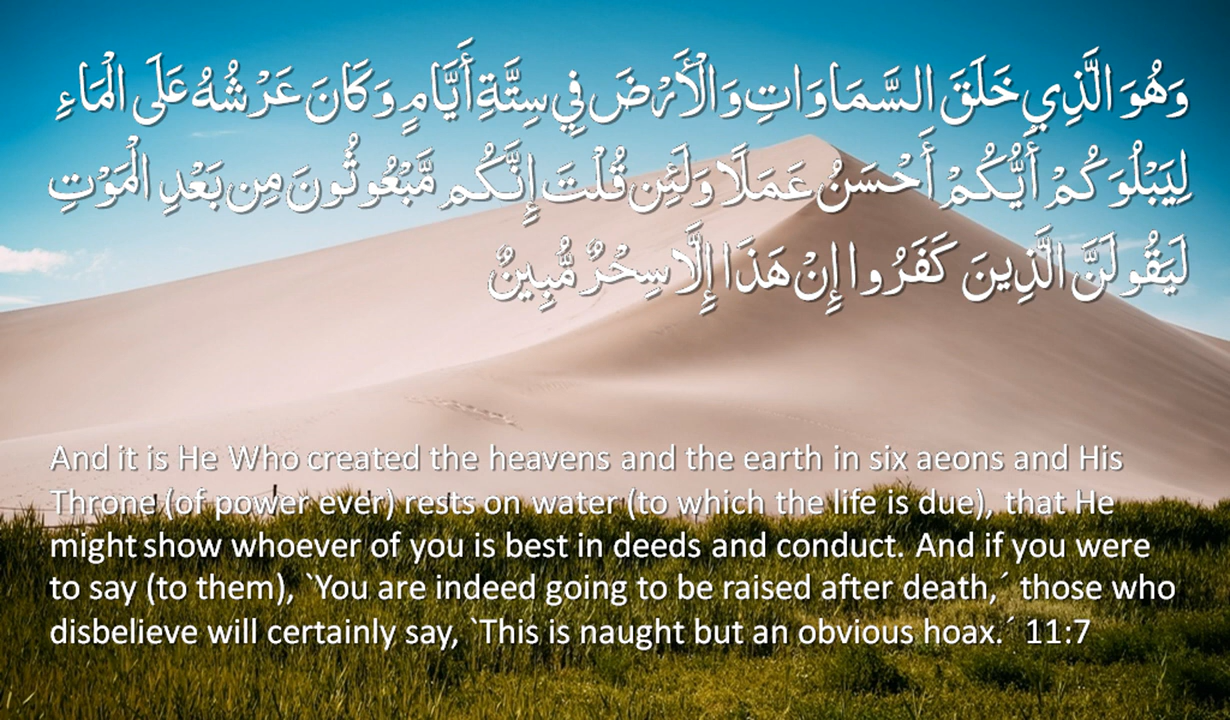 وَهُوَ الَّذِي خَلَقَ السَّمَاوَاتِ وَالْأَرْضَ فِي سِتَّةِ أَيَّامٍ وَكَانَ عَرْشُهُ عَلَى الْمَاءِ
لِيَبْلُوَكُمْ أَيُّكُمْ أَحْسَنُ عَمَلًا وَلَئِن قُلْتَ إِنَّكُم مَّبْعُوثُونَ مِن بَعْدِ الْمَوْتِ
لَيَقُولَنَّ الَّذِينَ كَفَرُوا إِنْ هَذَا إِلَّا سِحْرٌ مُّبِينٌ
And it is He Who created the heavens and the earth in six aeons and His
Throne (of power ever) rests on water (to which the life is due), that He
might show whoever of you is best in deeds and conduct. And if you were
to say (to them), `You are indeed going to be raised after death,´ those who
disbelieve will certainly say, `This is naught but an obvious hoax.´ 11:7